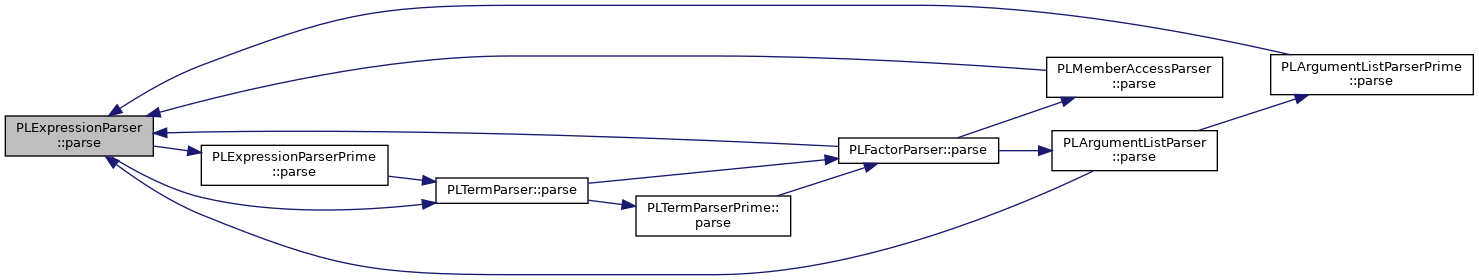 PLExpressionParser
::parse
PLExpressionParserPrime
::parse
PLTermParser::parse
PLTermParserPrime::
parse
PLFactorParser::parse
PLMemberAccessParser
::parse
PLArgumentListParser
::parse
PLArgumentListParserPrime
::parse